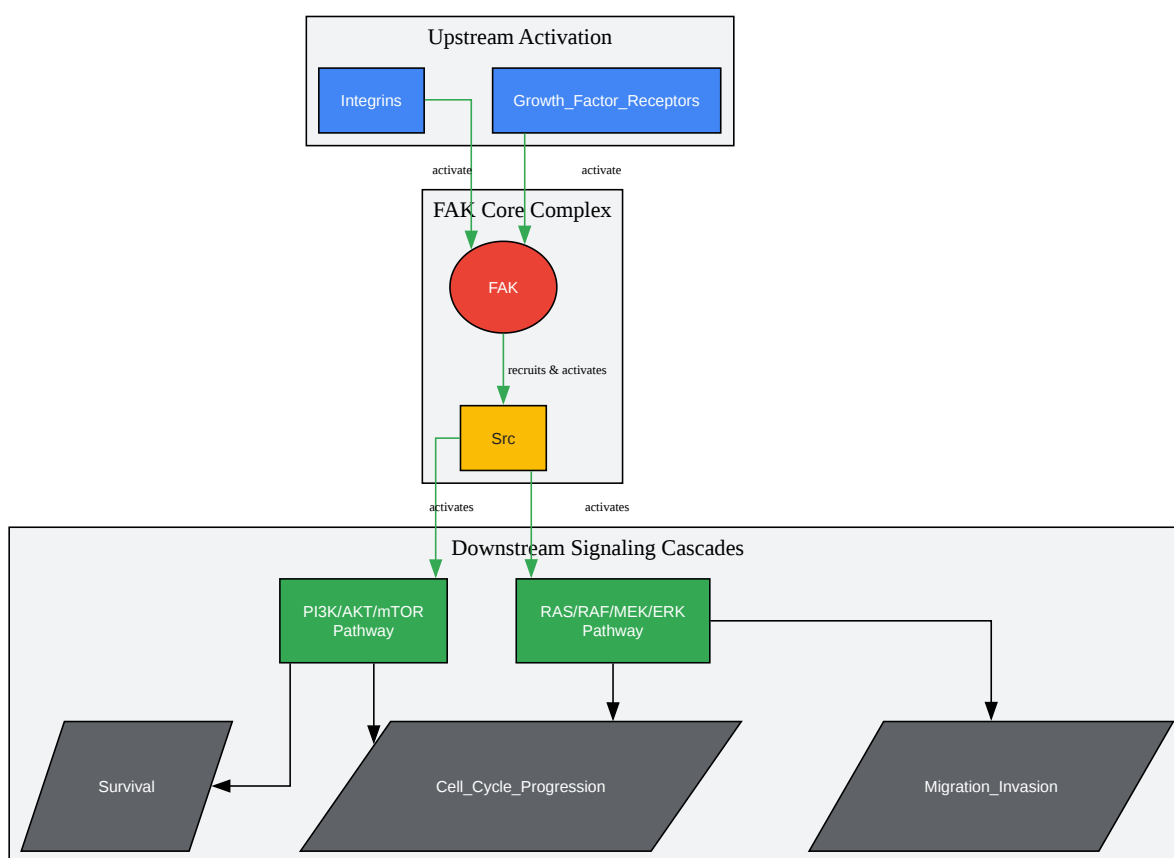 Upstream Activation
Integrins
Growth_Factor_Receptors
activate
activate
FAK Core Complex
FAK
recruits & activates
Src
activates
activates
Downstream Signaling Cascades
PI3K/AKT/mTOR
Pathway
RAS/RAF/MEK/ERK
Pathway
Survival
Cell_Cycle_Progression
Migration_Invasion